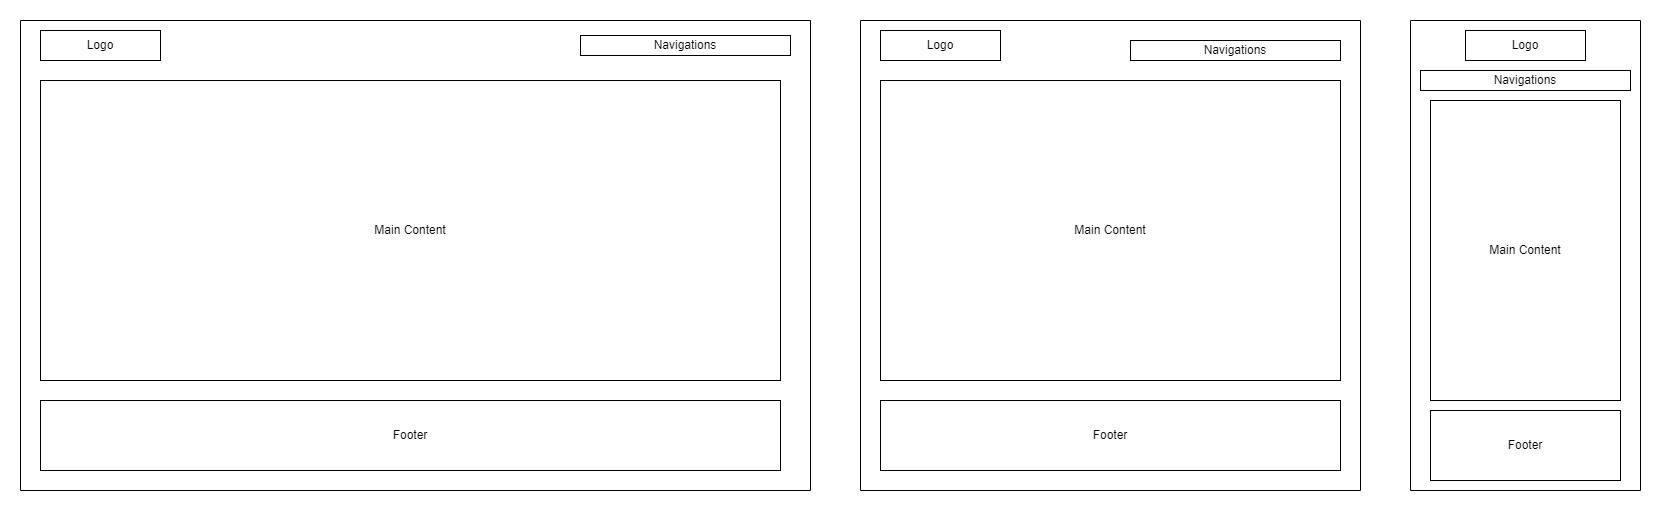 Logo
Navigations
Main Content
Footer
Logo
Navigations
Main Content
Footer
Logo
Navigations
Main Content
Footer